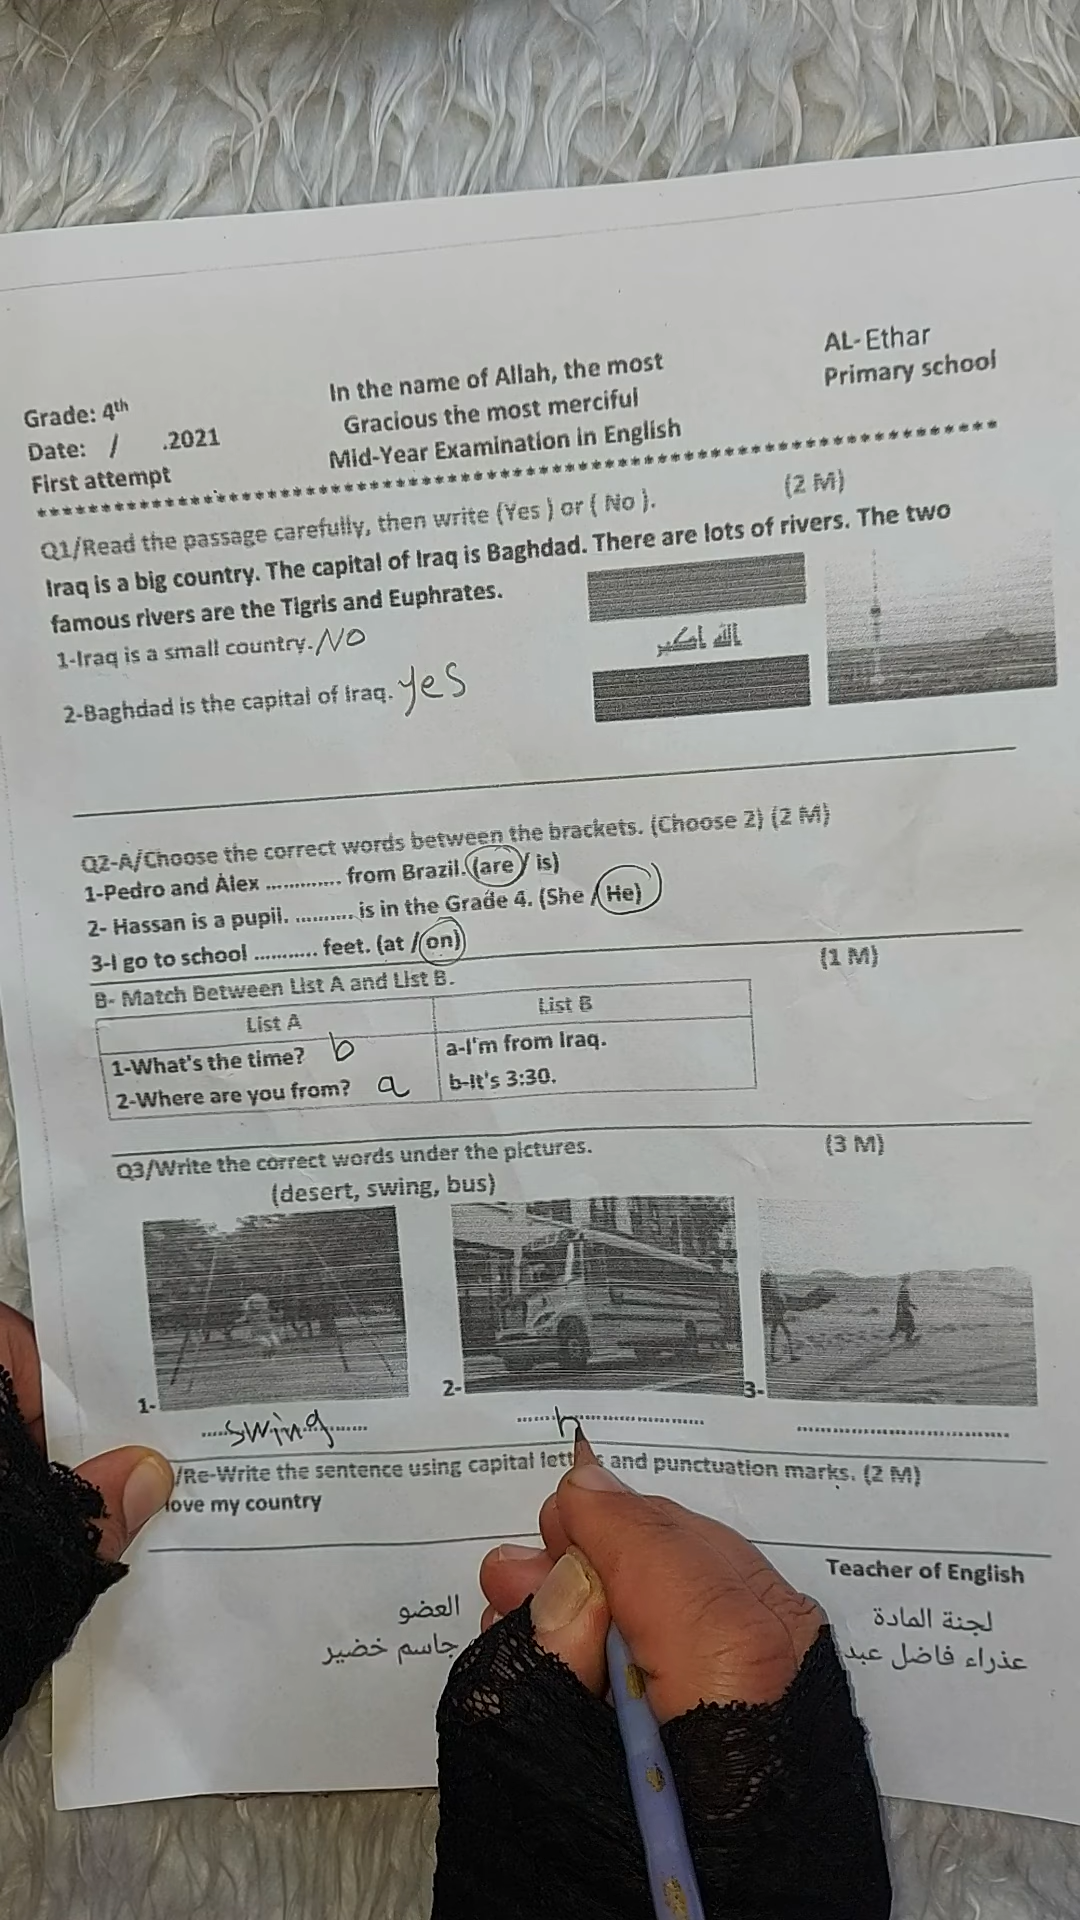 AL-Ethar
Primary school
In the name of Allah, the most
Gracious the most merciful
Mid-Year Examination in English
Grade: 4th
Date: / .2021
First attempt
****************************************
Q1/Read the passage carefully, then write (Yes ) or ( No ). (2 M)
Iraq is a big country. The capital of Iraq is Baghdad. There are lots of rivers. The two
famous rivers are the Tigris and Euphrates.
الله اكبر
1-Iraq is a small country. NO
2-Baghdad is the capital of Iraq. yes
Q2-A/Choose the correct words between the brackets. (Choose 2) (2 M)
1-Pedro and Alex ............. from Brazil. (are / is)
2- Hassan is a pupil. .......... is in the Grade 4. (She / He)
3-I go to school ........... feet. (at / on)
B- Match Between List A and List B. (1 M)
List A List B
1-What's the time? b a-I'm from Iraq.
2-Where are you from? a b-It's 3:30.
Q3/Write the correct words under the pictures. (3 M)
(desert, swing, bus)
1- 2- 3-
swing
/Re-Write the sentence using capital and punctuation marks. (2 M)
love my country
Teacher of English
العضو لجنة المادة
جاسم خضير عذراء فاضل عبد